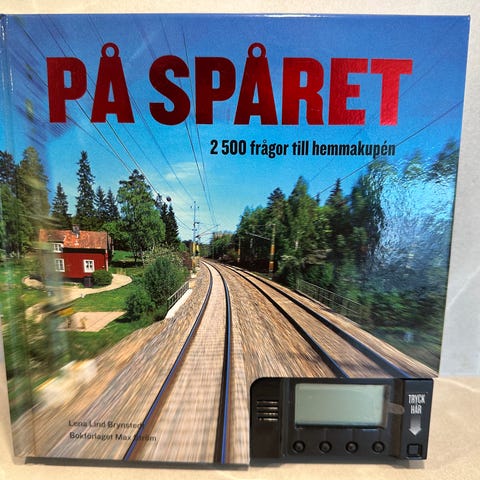 PÅ SPÅRET
2 500 frågor till hemmakupén
Lena Lind Brynstedt
Bokförlaget Max Ström
TRYCK
HÄR